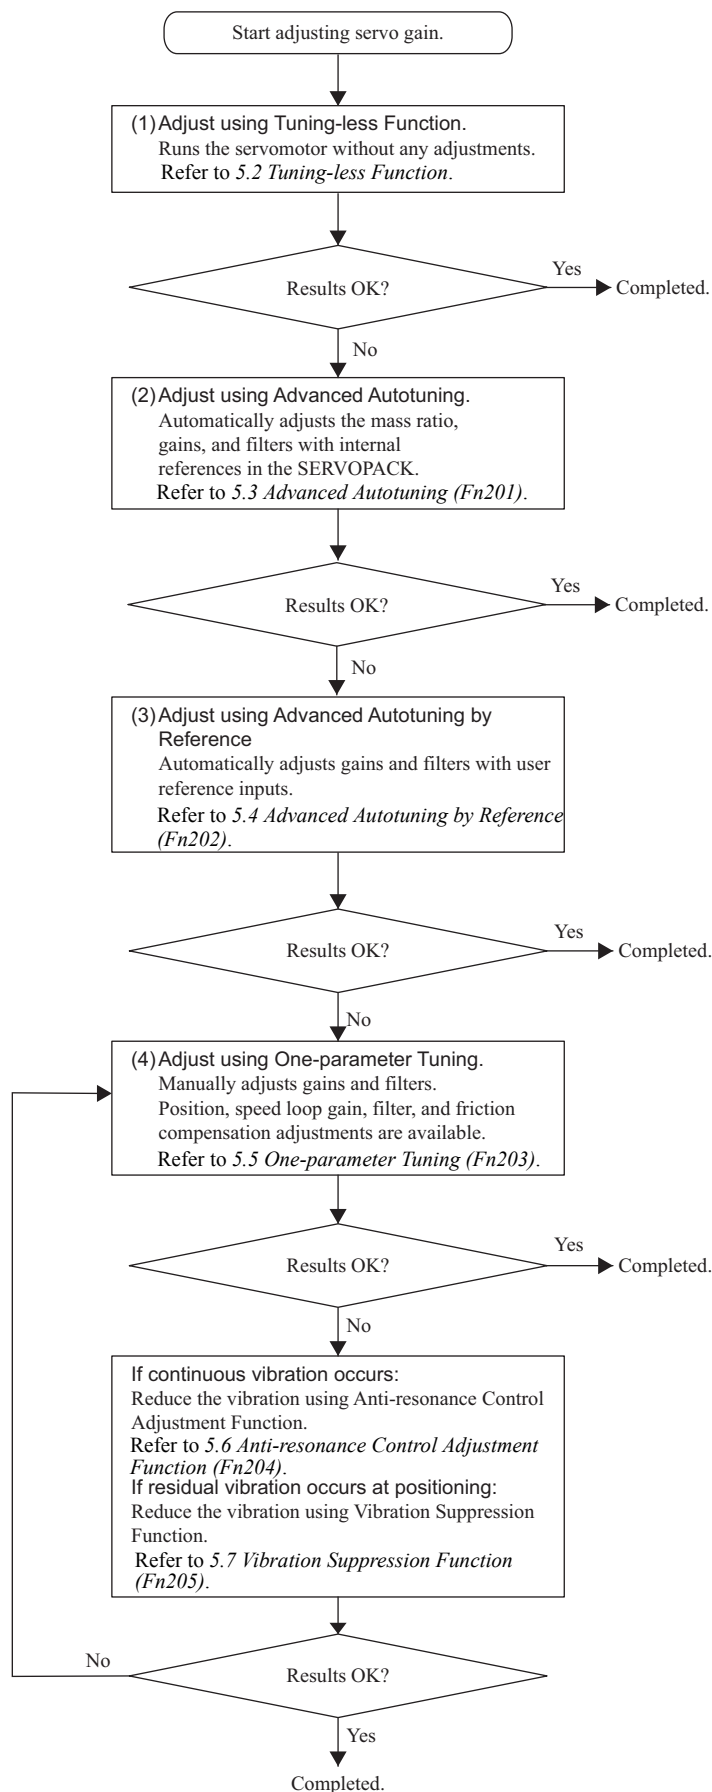 Start adjusting servo gain.
(1) Adjust using Tuning-less Function.
Runs the servomotor without any adjustments.
Refer to 5.2 Tuning-less Function.
Results OK?
Yes
Completed.
No
(2) Adjust using Advanced Autotuning.
Automatically adjusts the mass ratio,
gains, and filters with internal
references in the SERVOPACK.
Refer to 5.3 Advanced Autotuning (Fn201).
Results OK?
Yes
Completed.
No
(3) Adjust using Advanced Autotuning by
Reference
Automatically adjusts gains and filters with user
reference inputs.
Refer to 5.4 Advanced Autotuning by Reference
(Fn202).
Results OK?
Yes
Completed.
No
(4) Adjust using One-parameter Tuning.
Manually adjusts gains and filters.
Position, speed loop gain, filter, and friction
compensation adjustments are available.
Refer to 5.5 One-parameter Tuning (Fn203).
Results OK?
Yes
Completed.
No
If continuous vibration occurs:
Reduce the vibration using Anti-resonance Control
Adjustment Function.
Refer to 5.6 Anti-resonance Control Adjustment
Function (Fn204).
If residual vibration occurs at positioning:
Reduce the vibration using Vibration Suppression
Function.
Refer to 5.7 Vibration Suppression Function
(Fn205).
No
Results OK?
Yes
Completed.